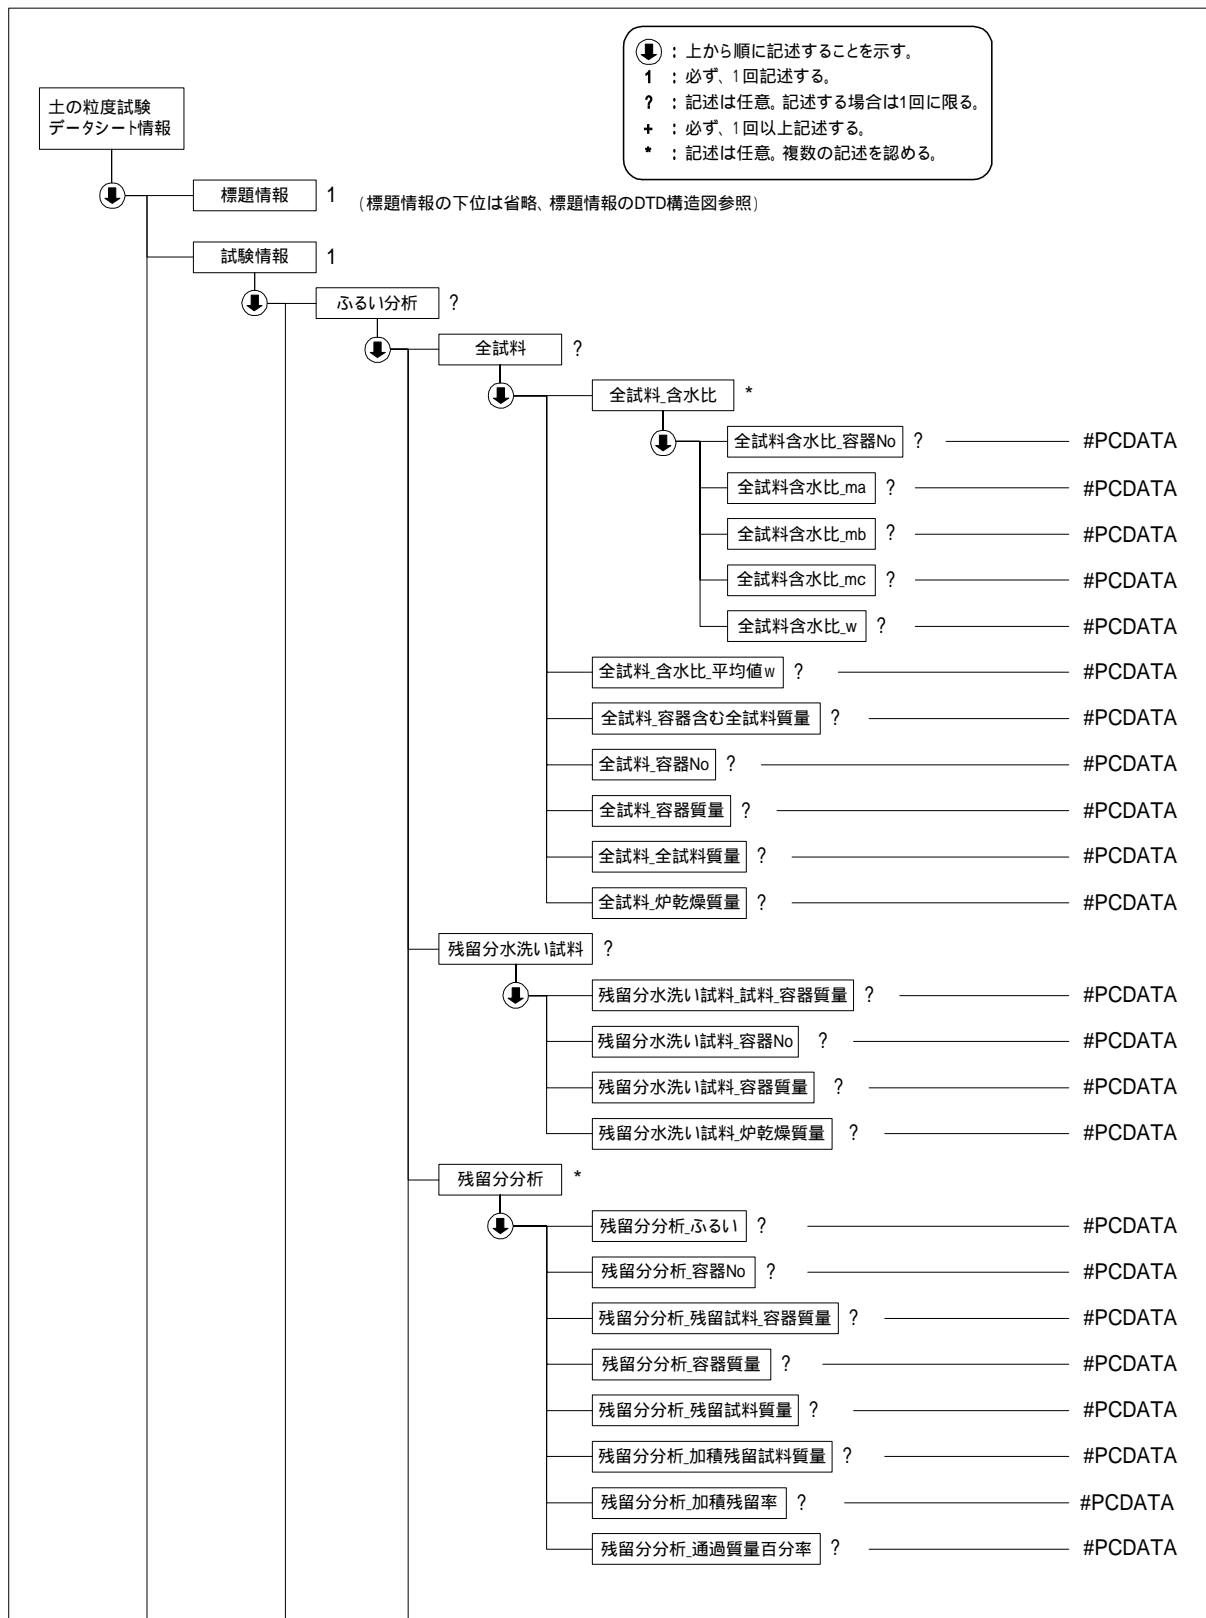 : 上から順に記述することを示す。
1 : 必ず、1回記述する。
? : 記述は任意。記述する場合は1回に限る。
+ : 必ず、1回以上記述する。
* : 記述は任意。複数の記述を認める。
土の粒度試験
データシート情報
標題情報 1 (標題情報の下位は省略、標題情報のDTD構造図参照)
試験情報 1
ふるい分析 ?
全試料 ?
全試料_含水比 *
全試料含水比_容器No ? #PCDATA
全試料含水比_ma ? #PCDATA
全試料含水比_mb ? #PCDATA
全試料含水比_mc ? #PCDATA
全試料含水比_w ? #PCDATA
全試料_含水比_平均値w ? #PCDATA
全試料_容器含む全試料質量 ? #PCDATA
全試料_容器No ? #PCDATA
全試料_容器質量 ? #PCDATA
全試料_全試料質量 ? #PCDATA
全試料_炉乾燥質量 ? #PCDATA
残留分水洗い試料 ?
残留分水洗い試料_試料_容器質量 ? #PCDATA
残留分水洗い試料_容器No ? #PCDATA
残留分水洗い試料_容器質量 ? #PCDATA
残留分水洗い試料_炉乾燥質量 ? #PCDATA
残留分分析 *
残留分分析_ふるい ? #PCDATA
残留分分析_容器No ? #PCDATA
残留分分析_残留試料_容器質量 ? #PCDATA
残留分分析_容器質量 ? #PCDATA
残留分分析_残留試料質量 ? #PCDATA
残留分分析_加積残留試料質量 ? #PCDATA
残留分分析_加積残留率 ? #PCDATA
残留分分析_通過質量百分率 ? #PCDATA